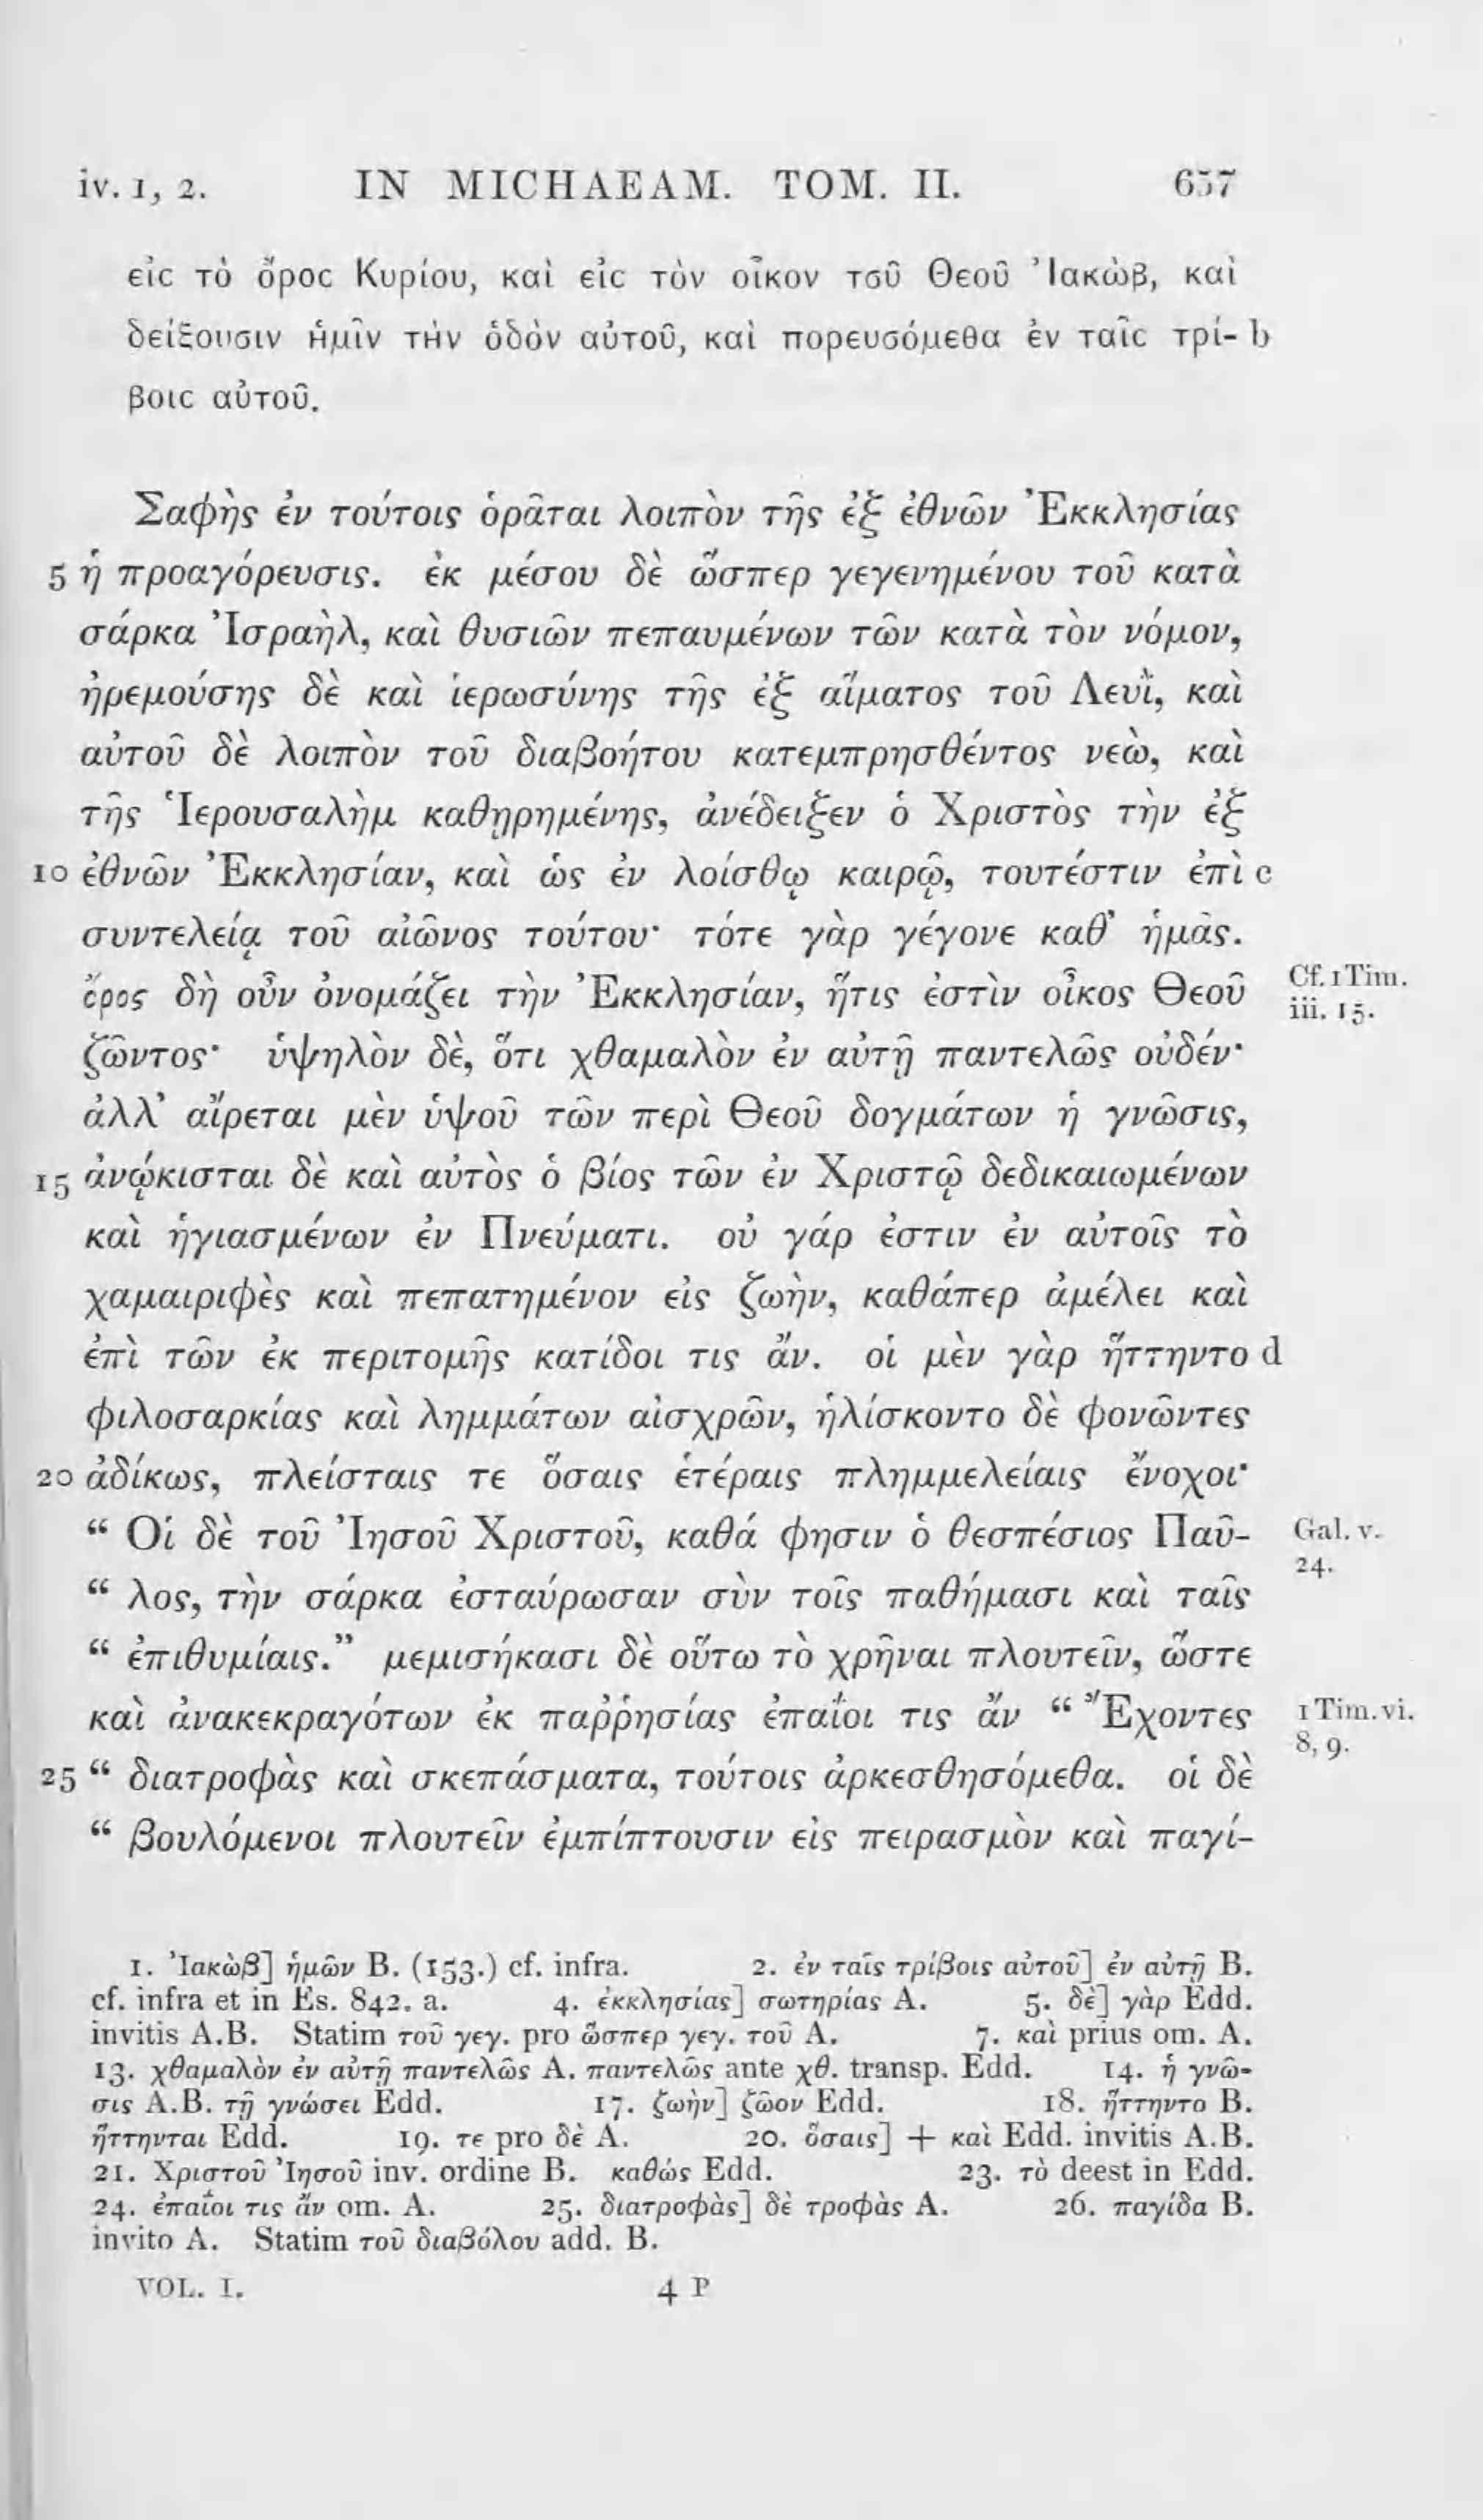 iv. 1, 2. IN MICHAEAM. TOM. II. 657
εἰς τὸ ὄρος Κυρίου, καὶ εἰς τὸν οἶκον τοῦ Θεοῦ Ἰακὼβ, καὶ
δείξουσιν ἡμῖν τὴν ὁδὸν αὐτοῦ, καὶ πορευσόμεθα ἐν ταῖς τρί- b
βοις αὐτοῦ.
Σαφὴς ἐν τούτοις ὁρᾶται λοιπὸν τῆς ἐξ ἐθνῶν Ἐκκλησίας
5 ἡ προαγόρευσις. ἐκ μέσου δὲ ὥσπερ γεγενημένου τοῦ κατὰ
σάρκα Ἰσραὴλ, καὶ θυσιῶν πεπαυμένων τῶν κατὰ τὸν νόμον,
ἠρεμούσης δὲ καὶ ἱερωσύνης τῆς ἐξ αἵματος τοῦ Λευῒ, καὶ
αὐτοῦ δὲ λοιπὸν τοῦ διαβοήτου κατεμπρησθέντος νεὼ, καὶ
τῆς Ἱερουσαλὴμ καθῃρημένης, ἀνέδειξεν ὁ Χριστὸς τὴν ἐξ
10 ἐθνῶν Ἐκκλησίαν, καὶ ὡς ἐν λοίσθῳ καιρῷ, τουτέστιν ἐπὶ c
συντελείᾳ τοῦ αἰῶνος τούτου· τότε γὰρ γέγονε καθ’ ἡμᾶς.
ὄρος δὴ οὖν ὀνομάζει τὴν Ἐκκλησίαν, ἥτις ἐστὶν οἶκος Θεοῦ Cf. 1 Tim. iii. 15.
ζῶντος· ὑψηλὸν δὲ, ὅτι χθαμαλὸν ἐν αὐτῇ παντελῶς οὐδέν·
ἀλλ’ αἴρεται μὲν ὑψοῦ τῶν περὶ Θεοῦ δογμάτων ἡ γνῶσις,
15 ἀνῴκισται δὲ καὶ αὐτὸς ὁ βίος τῶν ἐν Χριστῷ δεδικαιωμένων
καὶ ἡγιασμένων ἐν Πνεύματι. οὐ γάρ ἐστιν ἐν αὐτοῖς τὸ
χαμαιριφὲς καὶ πεπατημένον εἰς ζωὴν, καθάπερ ἀμέλει καὶ
ἐπὶ τῶν ἐκ περιτομῆς κατίδοι τις ἄν. οἱ μὲν γὰρ ἥττηντο d
φιλοσαρκίας καὶ λημμάτων αἰσχρῶν, ἡλίσκοντο δὲ φονῶντες
20 ἀδίκως, πλείσταις τε ὅσαις ἑτέραις πλημμελείαις ἔνοχοι·
“ Οἱ δὲ τοῦ Ἰησοῦ Χριστοῦ, καθά φησιν ὁ θεσπέσιος Παῦ- Gal. v. 24.
“ λος, τὴν σάρκα ἐσταύρωσαν σὺν τοῖς παθήμασι καὶ ταῖς
“ ἐπιθυμίαις.” μεμισήκασι δὲ οὕτω τὸ χρῆναι πλουτεῖν, ὥστε
καὶ ἀνακεκραγότων ἐκ παῤῥησίας ἐπαΐοι τις ἄν “ Ἔχοντες 1 Tim. vi. 8, 9.
25 “ διατροφὰς καὶ σκεπάσματα, τούτοις ἀρκεσθησόμεθα. οἱ δὲ
“ βουλόμενοι πλουτεῖν ἐμπίπτουσιν εἰς πειρασμὸν καὶ παγί-
1. Ἰακὼβ] ἡμῶν B. (153.) cf. infra. 2. ἐν ταῖς τρίβοις αὐτοῦ] ἐν αὐτῇ B.
cf. infra et in Es. 842. a. 4. ἐκκλησίας] σωτηρίας A. 5. δὲ] γὰρ Edd.
invitis A.B. Statim τοῦ γεγ. pro ὥσπερ γεγ. τοῦ A. 7. καὶ prius om. A.
13. χθαμαλὸν ἐν αὐτῇ παντελῶς A. παντελῶς ante χθ. transp. Edd. 14. ἡ γνῶ-
σις A.B. τῇ γνώσει Edd. 17. ζωὴν] ζῶον Edd. 18. ἥττηντο B.
ἥττηνται Edd. 19. τε pro δὲ A. 20. ὅσαις] + καὶ Edd. invitis A.B.
21. Χριστοῦ Ἰησοῦ inv. ordine B. καθὼς Edd. 23. τὸ deest in Edd.
24. ἐπαΐοι τις ἂν om. A. 25. διατροφὰς] δὲ τροφὰς A. 26. παγίδα B.
invito A. Statim τοῦ διαβόλου add. B.
VOL. I. 4 P